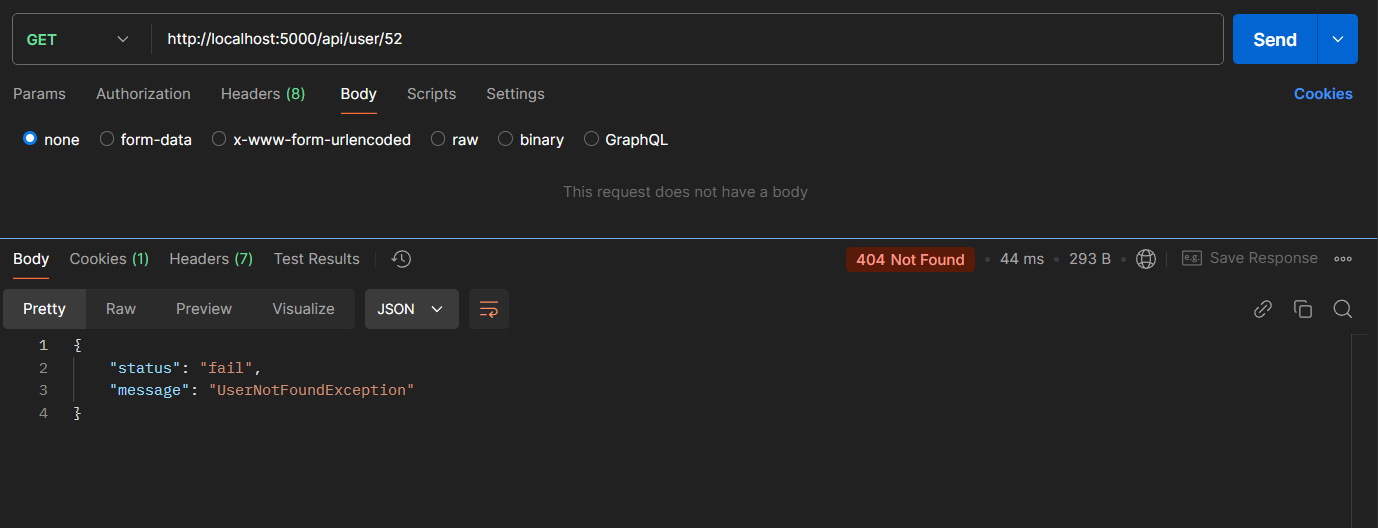 GET http://localhost:5000/api/user/52 Send
Params Authorization Headers (8) Body Scripts Settings Cookies
none form-data x-www-form-urlencoded raw binary GraphQL
This request does not have a body
Body Cookies (1) Headers (7) Test Results 404 Not Found • 44 ms • 293 B • e.g. Save Response
Pretty Raw Preview Visualize JSON
1 {
2 "status": "fail",
3 "message": "UserNotFoundException"
4 }